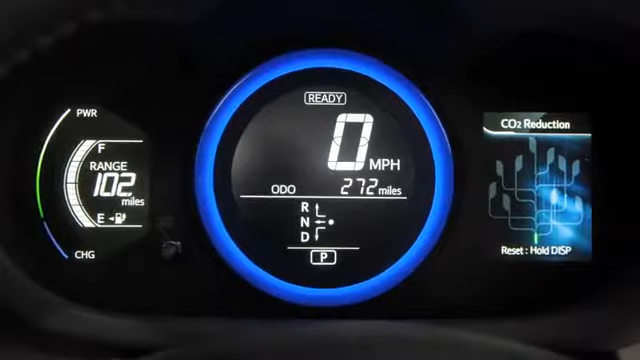 PWR
F
RANGE
102 miles
E
CHG
READY
0 MPH
ODO 272 miles
R
N
D
P
CO2 Reduction
Reset : Hold DISP